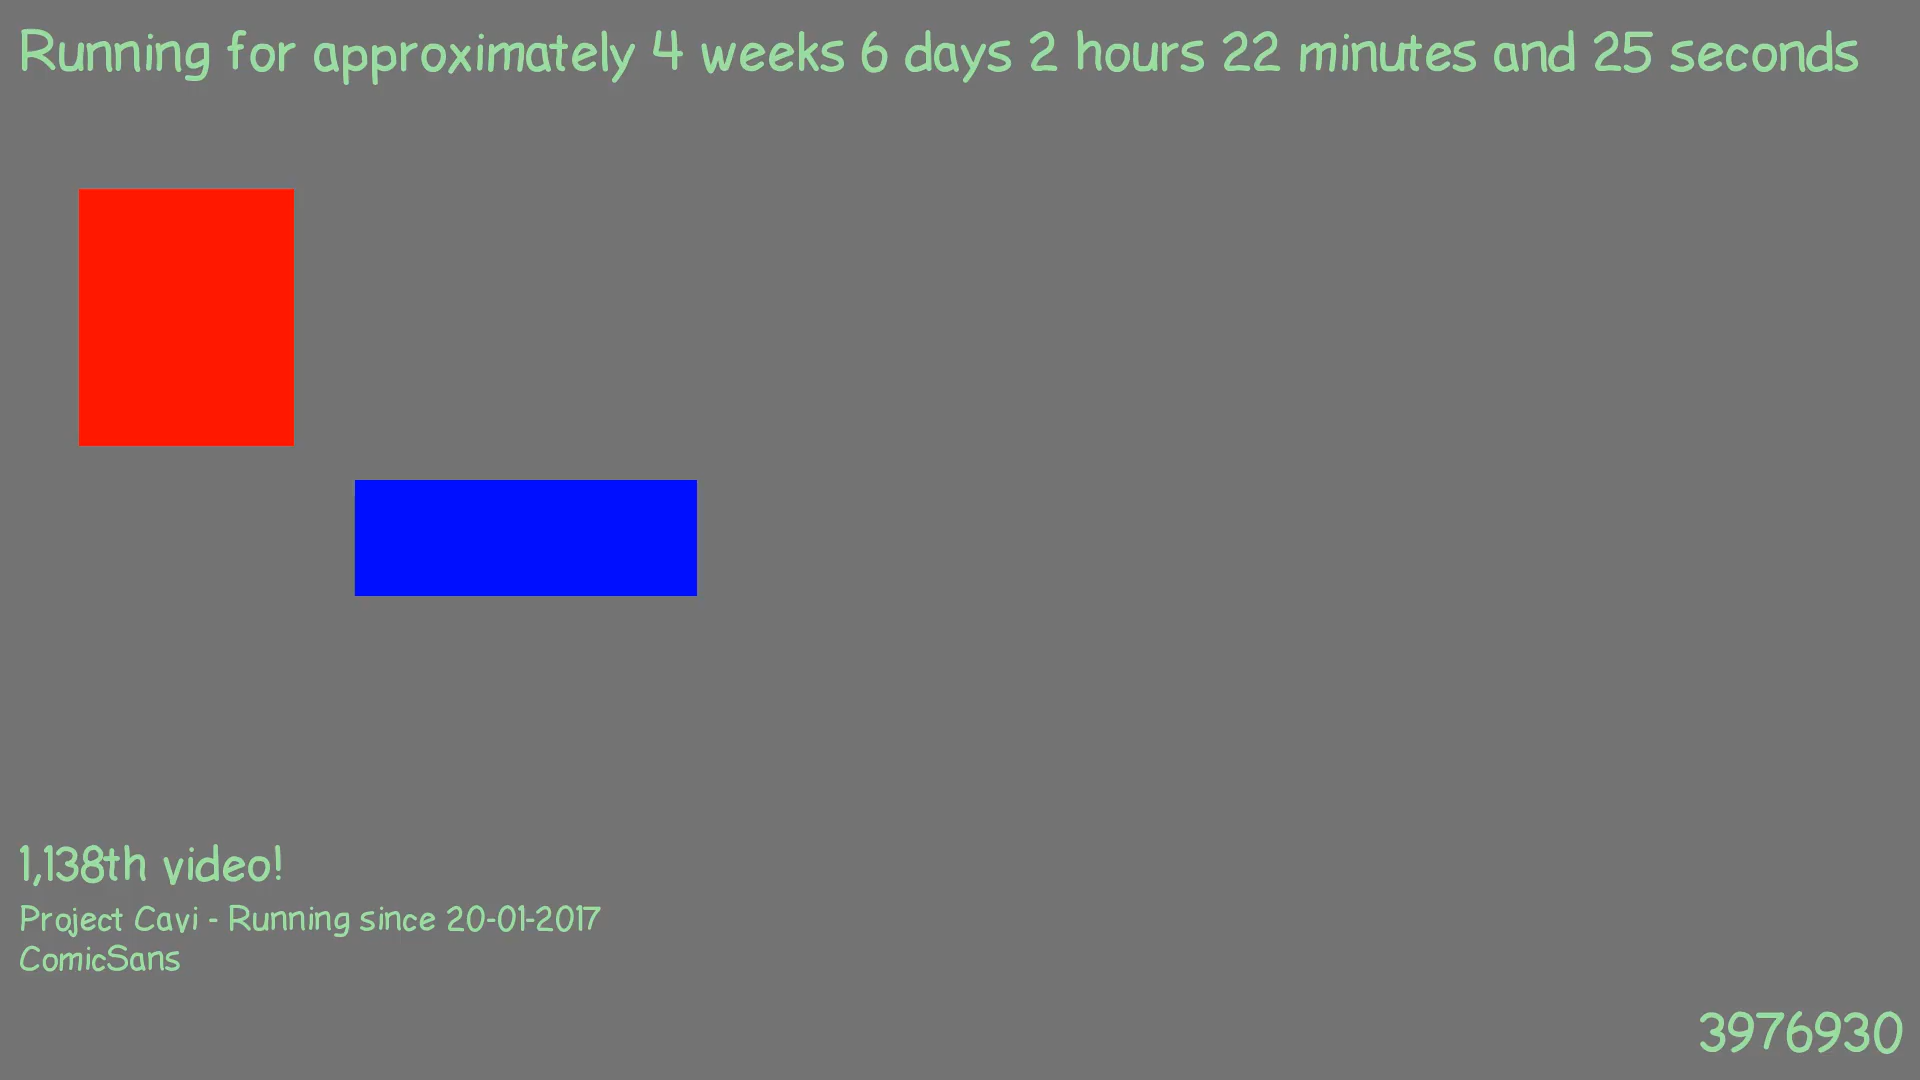 Running for approximately 4 weeks 6 days 2 hours 22 minutes and 25 seconds
1,138th video!
Project Cavi - Running since 20-01-2017
ComicSans
3976930